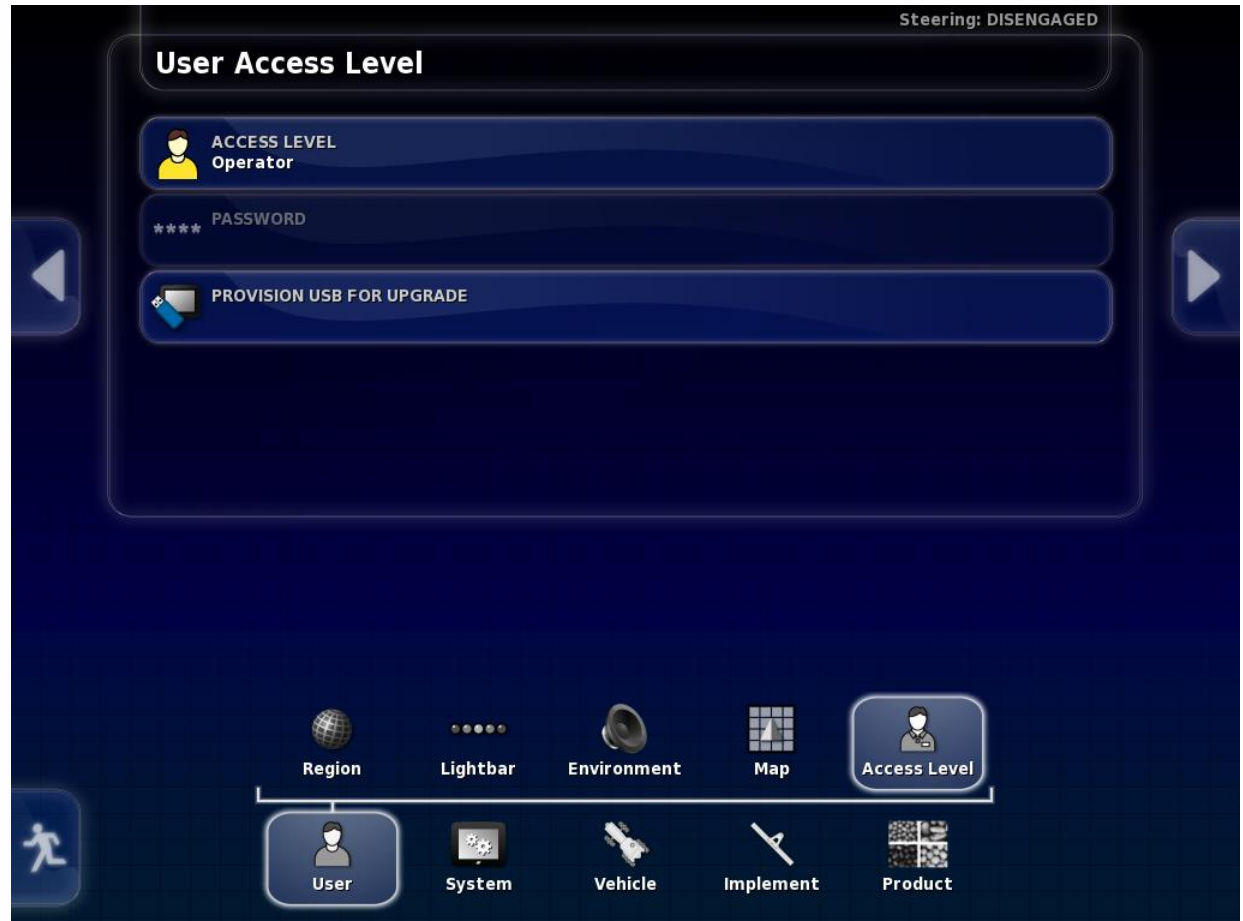 Steering: DISENGAGED
User Access Level
ACCESS LEVEL
Operator
**** PASSWORD
PROVISION USB FOR UPGRADE
Region Lightbar Environment Map Access Level
User System Vehicle Implement Product